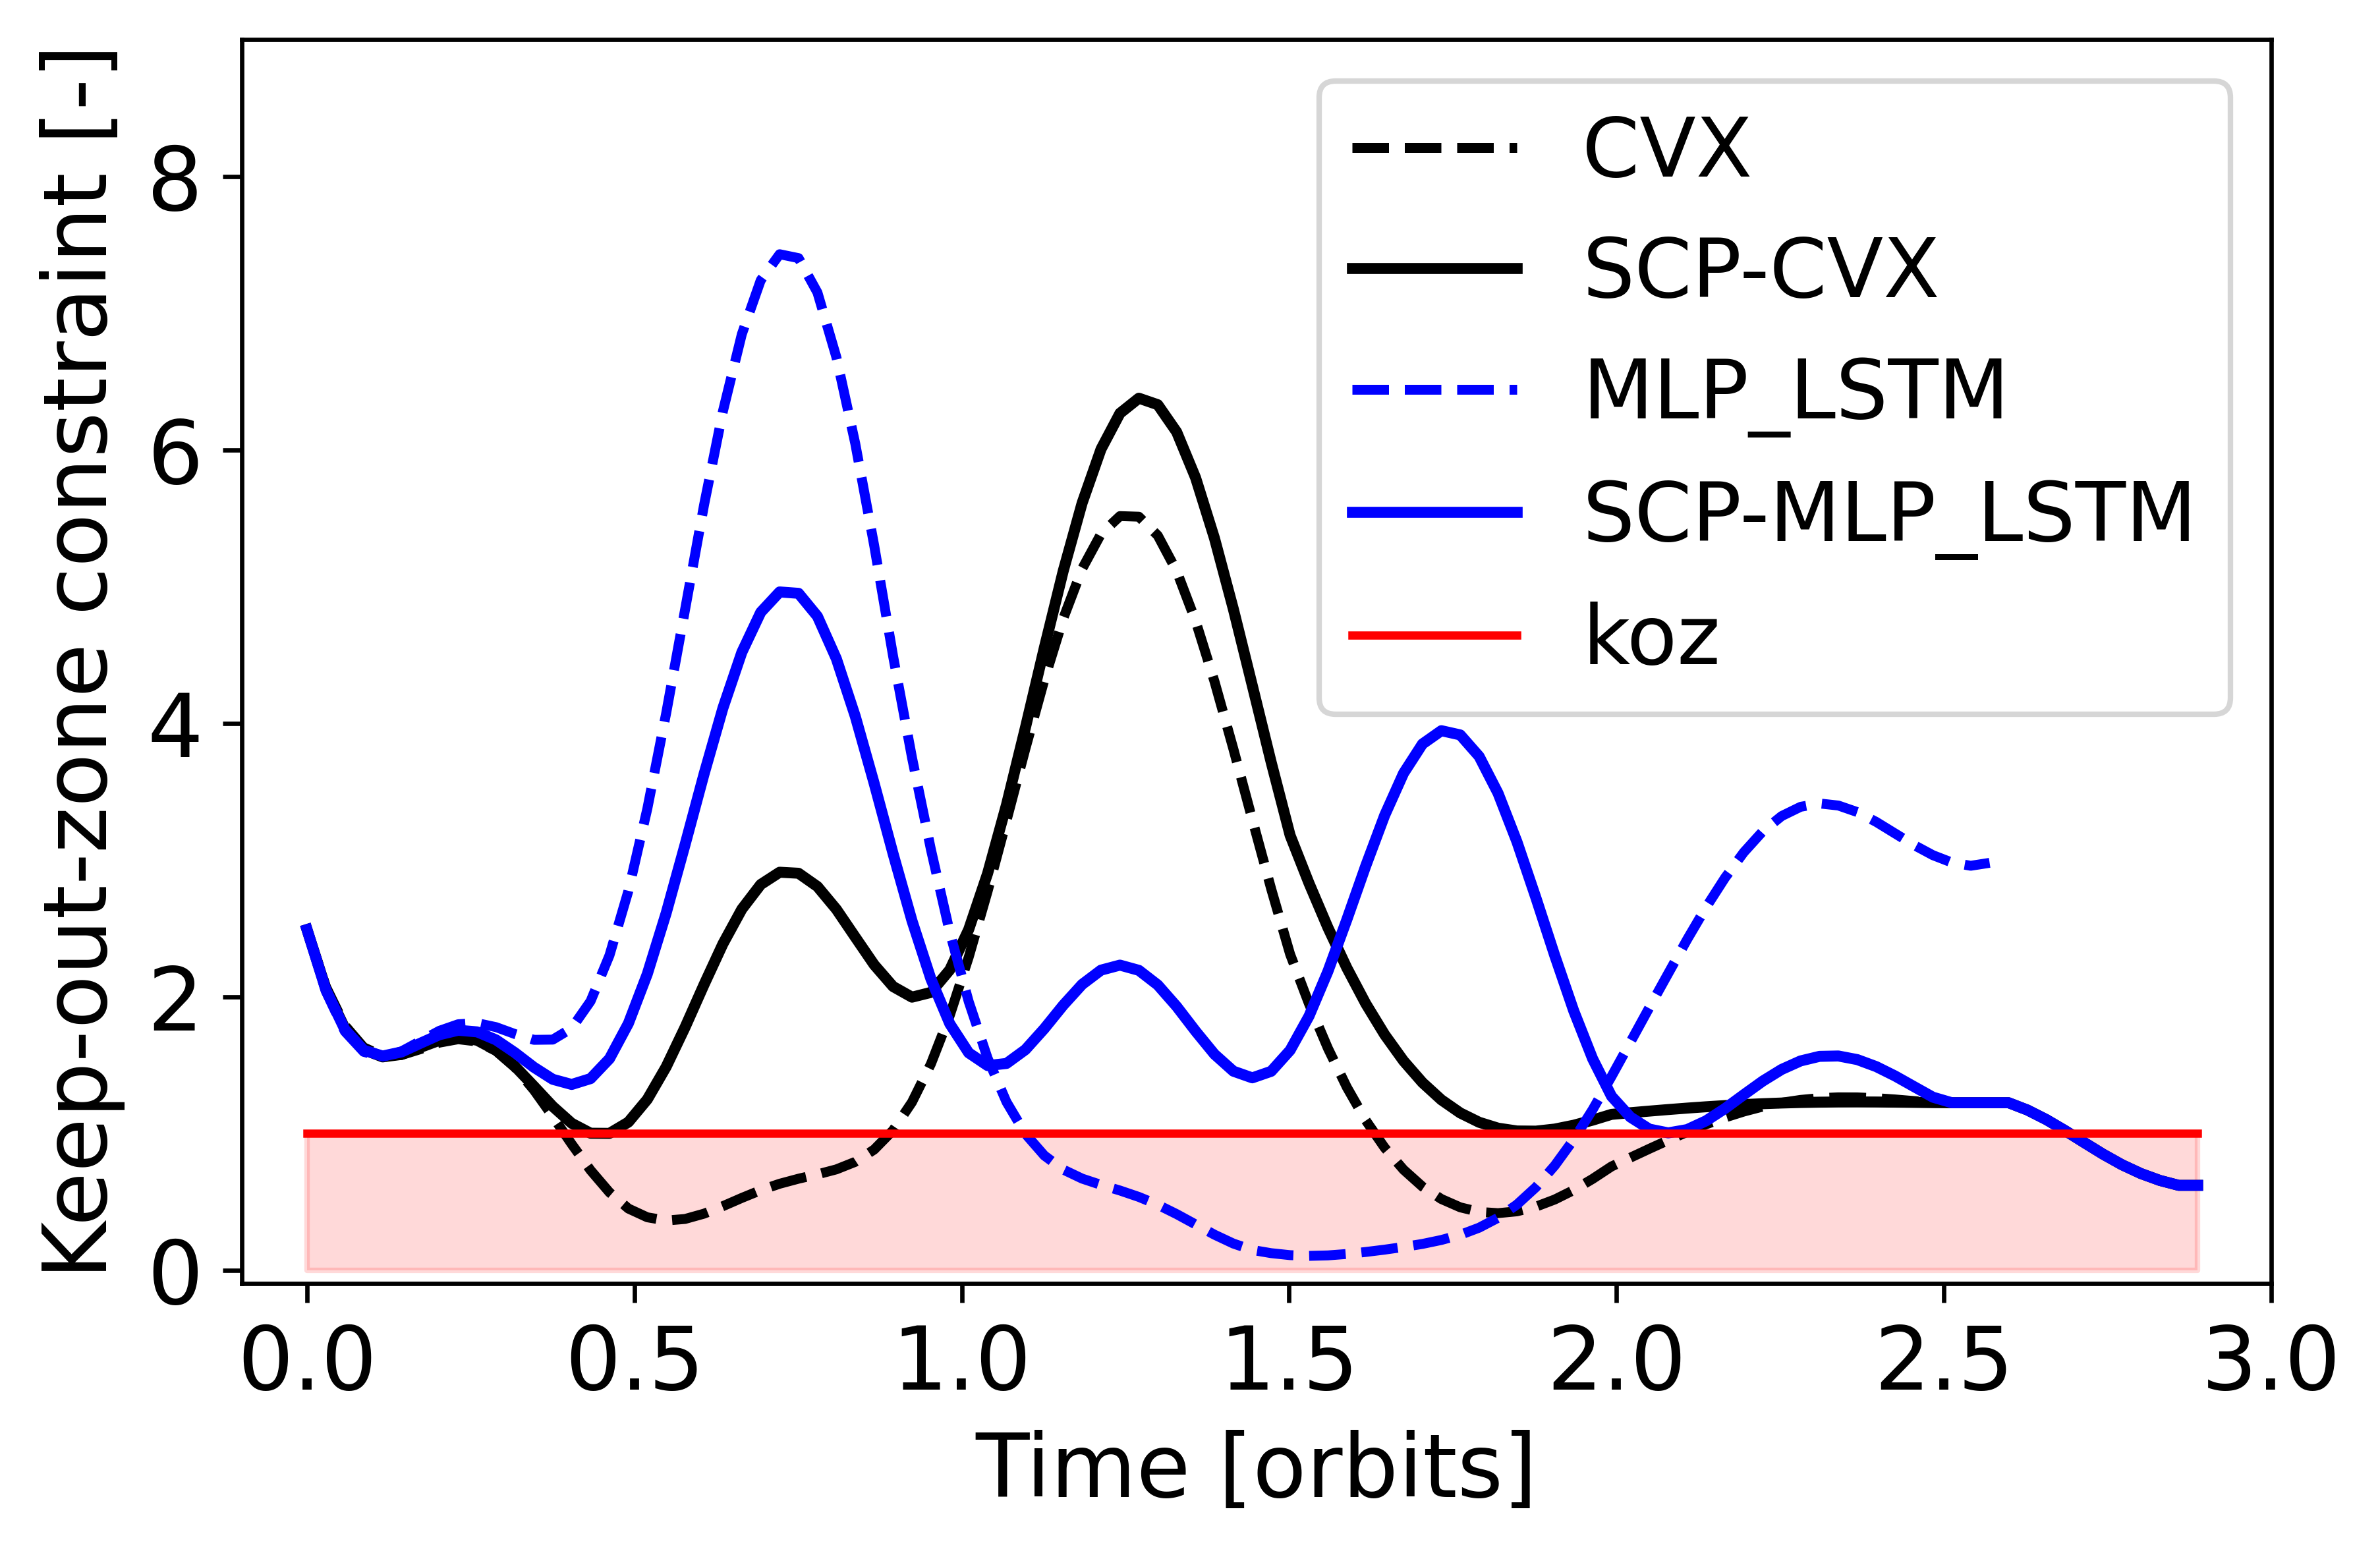 Keep-out-zone constraint [-]
8
6
4
2
0
CVX
SCP-CVX
MLP_LSTM
SCP-MLP_LSTM
koz
0.0 0.5 1.0 1.5 2.0 2.5 3.0
Time [orbits]